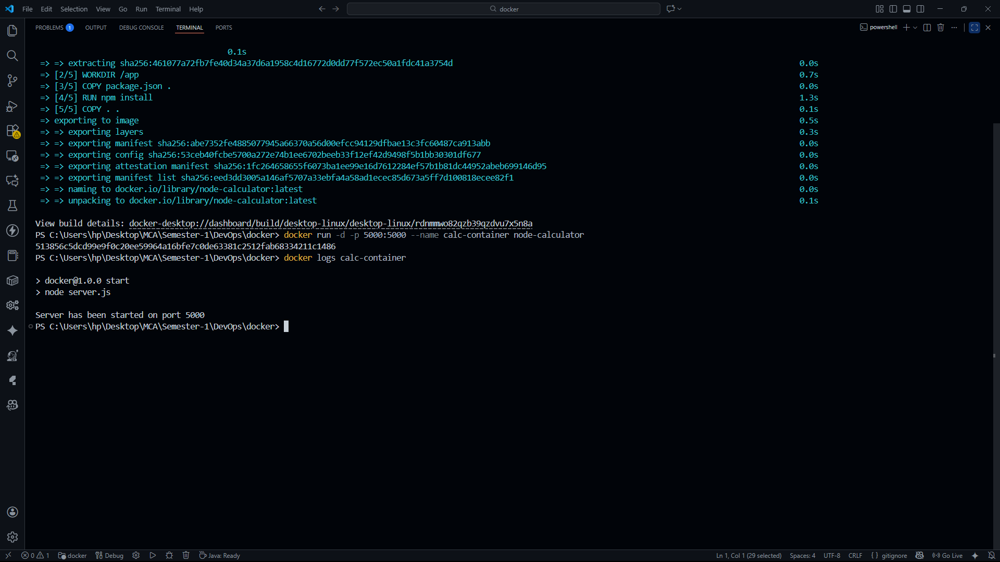 File Edit Selection View Go Run Terminal Help
docker
PROBLEMS 1 OUTPUT DEBUG CONSOLE TERMINAL PORTS
powershell
0.1s
=> => extracting sha256:461077a72fb7fe40d34a37d6a1958c4d16772d0dd77f572ec50a1fdc41a3754d 0.0s
=> [2/5] WORKDIR /app 0.7s
=> [3/5] COPY package.json . 0.0s
=> [4/5] RUN npm install 1.3s
=> [5/5] COPY . . 0.1s
=> exporting to image 0.5s
=> => exporting layers 0.3s
=> => exporting manifest sha256:abe7352fe4885077945a66370a56d00efcc94129dfbae13c3fc60487ca913abb 0.0s
=> => exporting config sha256:53ceb40fcbe5700a272e74b1ee6702beeb33f12ef42d9498f5b1bb30301df677 0.0s
=> => exporting attestation manifest sha256:1fc264658655f6073ba1ee99e16d7612284ef57b1b81dc44952abeb699146d95 0.0s
=> => exporting manifest list sha256:eed3dd3005a146af5707a33ebfa4a58ad1ecec85d673a5ff7d100818ecee82f1 0.0s
=> => naming to docker.io/library/node-calculator:latest 0.0s
=> => unpacking to docker.io/library/node-calculator:latest 0.1s
View build details: docker-desktop://dashboard/build/desktop-linux/desktop-linux/rdnmmwo82qzb39qzdvu7x5n8a
PS C:\Users\hp\Desktop\MCA\Semester-1\DevOps\docker> docker run -d -p 5000:5000 --name calc-container node-calculator
513856c5dcd99e9f0c20ee59964a16bfe7c0de63381c2512fab68334211c1486
PS C:\Users\hp\Desktop\MCA\Semester-1\DevOps\docker> docker logs calc-container
> docker@1.0.0 start
> node server.js
Server has been started on port 5000
PS C:\Users\hp\Desktop\MCA\Semester-1\DevOps\docker>
0 1 docker Debug Java: Ready Ln 1, Col 1 (29 selected) Spaces: 4 UTF-8 CRLF { } gitignore Go Live